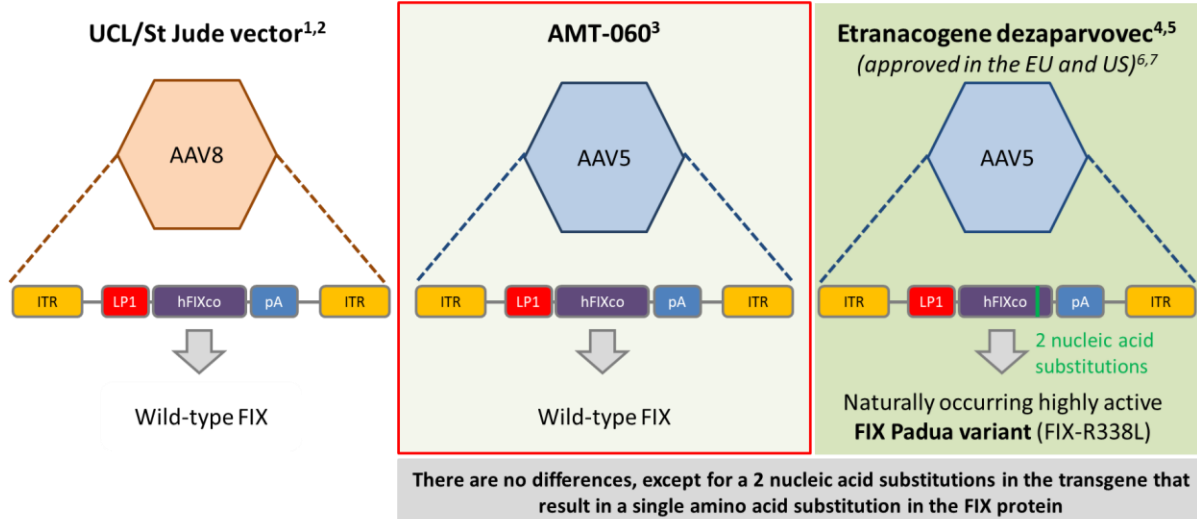 UCL/St Jude vector1,2
AAV8
ITR LP1 hFIXco pA ITR
Wild-type FIX
AMT-0603
AAV5
ITR LP1 hFIXco pA ITR
Wild-type FIX
Etranacogene dezaparvovec4,5
(approved in the EU and US)6,7
AAV5
ITR LP1 hFIXco pA ITR
2 nucleic acid
substitutions
Naturally occurring highly active
FIX Padua variant (FIX-R338L)
There are no differences, except for a 2 nucleic acid substitutions in the transgene that
result in a single amino acid substitution in the FIX protein